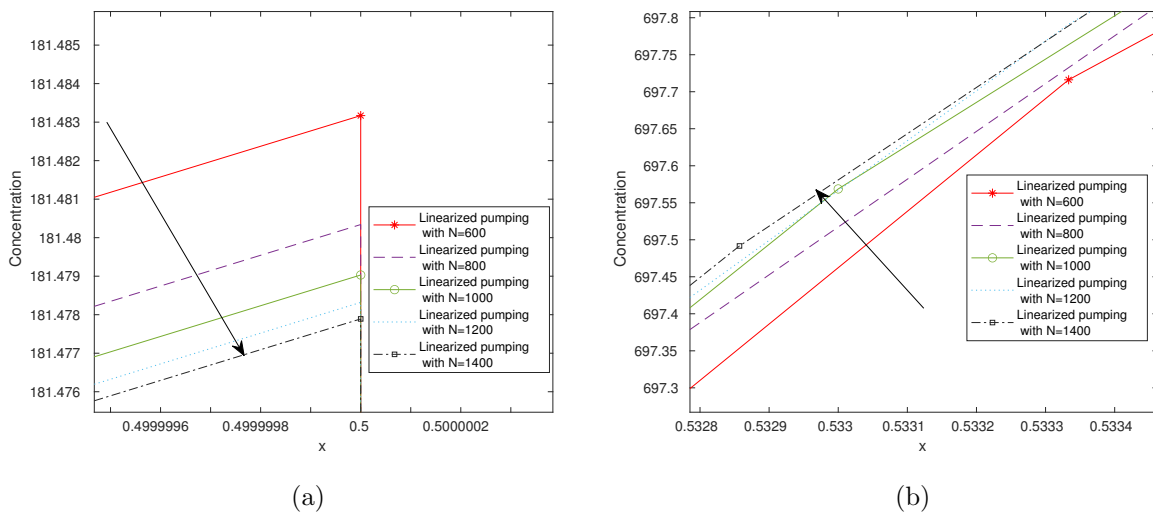 181.485
181.484
181.483
181.482
181.481
181.48
181.479
181.478
181.477
181.476
Concentration
0.4999996
0.4999998
0.5
0.5000002
x
Linearized pumping
with N=600
Linearized pumping
with N=800
Linearized pumping
with N=1000
Linearized pumping
with N=1200
Linearized pumping
with N=1400
(a)
697.8
697.75
697.7
697.65
697.6
697.55
697.5
697.45
697.4
697.35
697.3
Concentration
0.5328
0.5329
0.533
0.5331
0.5332
0.5333
0.5334
x
Linearized pumping
with N=600
Linearized pumping
with N=800
Linearized pumping
with N=1000
Linearized pumping
with N=1200
Linearized pumping
with N=1400
(b)